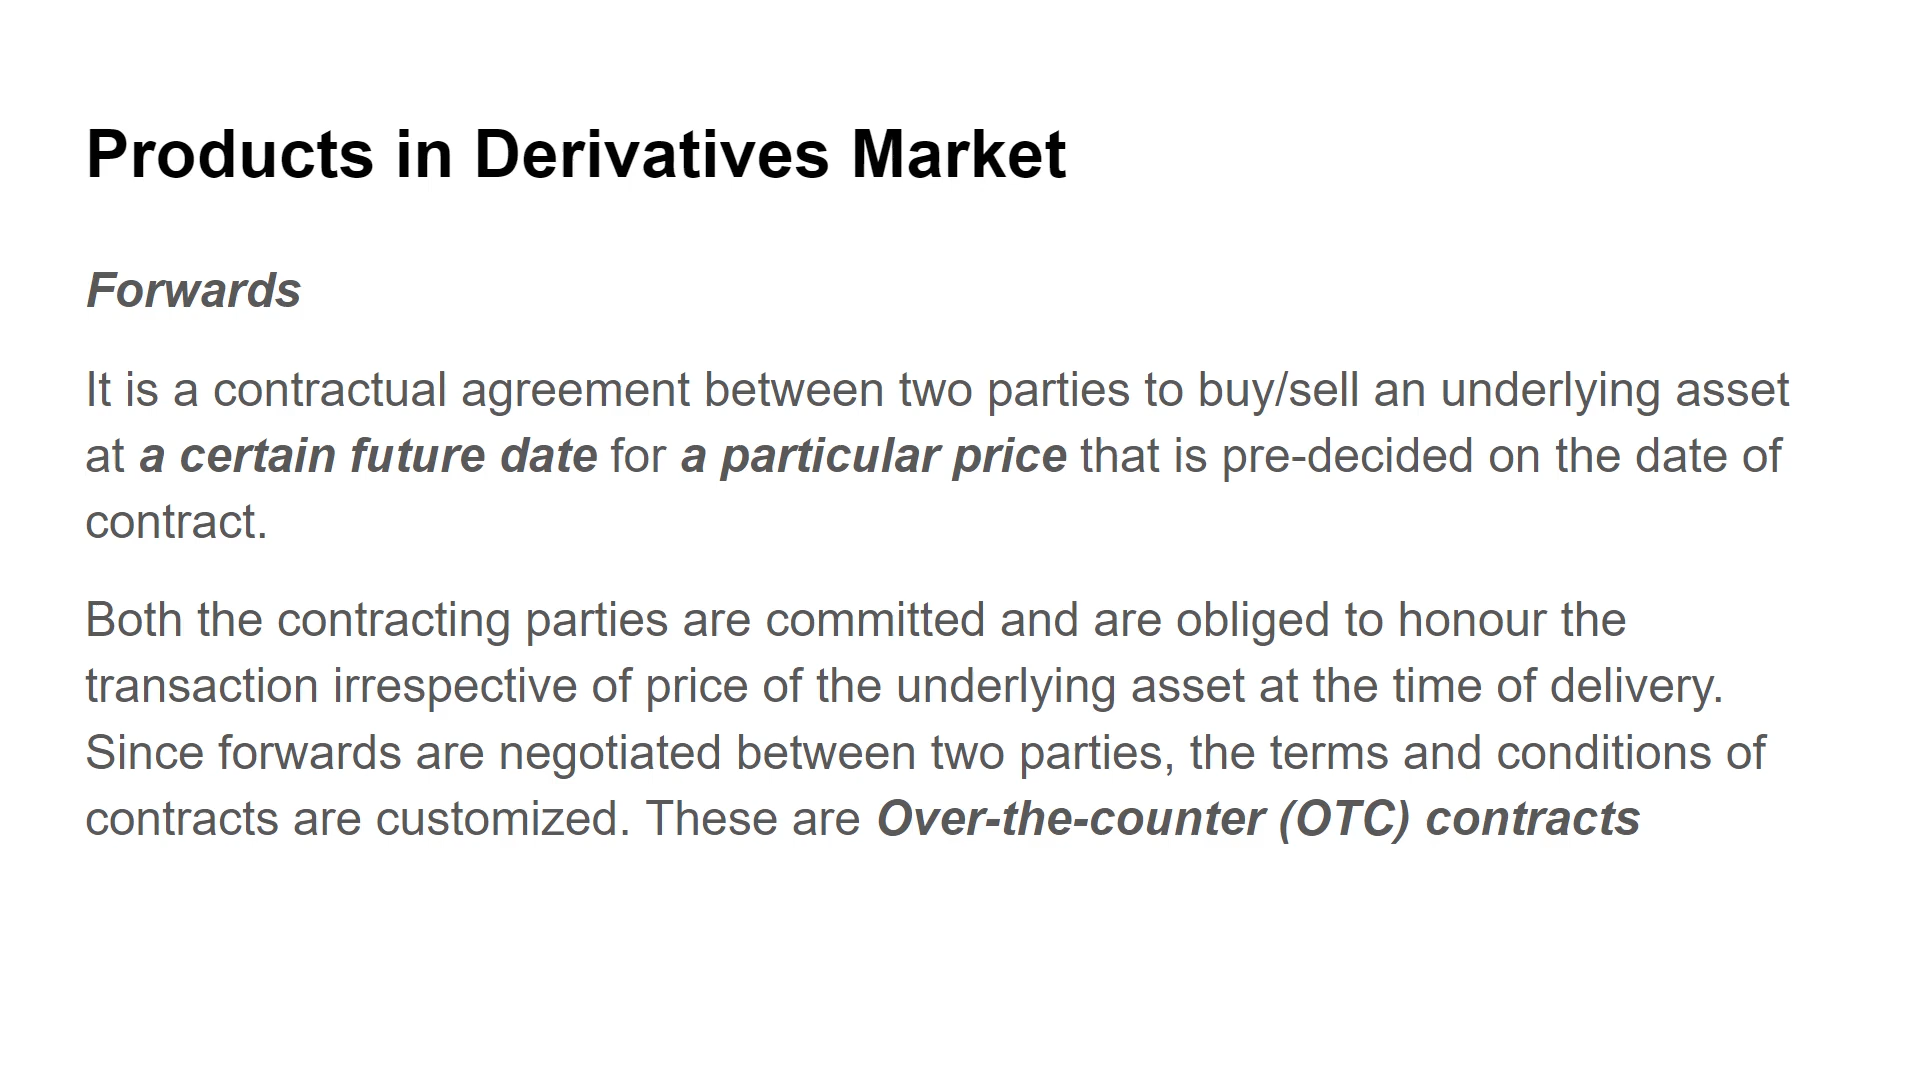 Products in Derivatives Market
Forwards
It is a contractual agreement between two parties to buy/sell an underlying asset
at a certain future date for a particular price that is pre-decided on the date of
contract.
Both the contracting parties are committed and are obliged to honour the
transaction irrespective of price of the underlying asset at the time of delivery.
Since forwards are negotiated between two parties, the terms and conditions of
contracts are customized. These are Over-the-counter (OTC) contracts